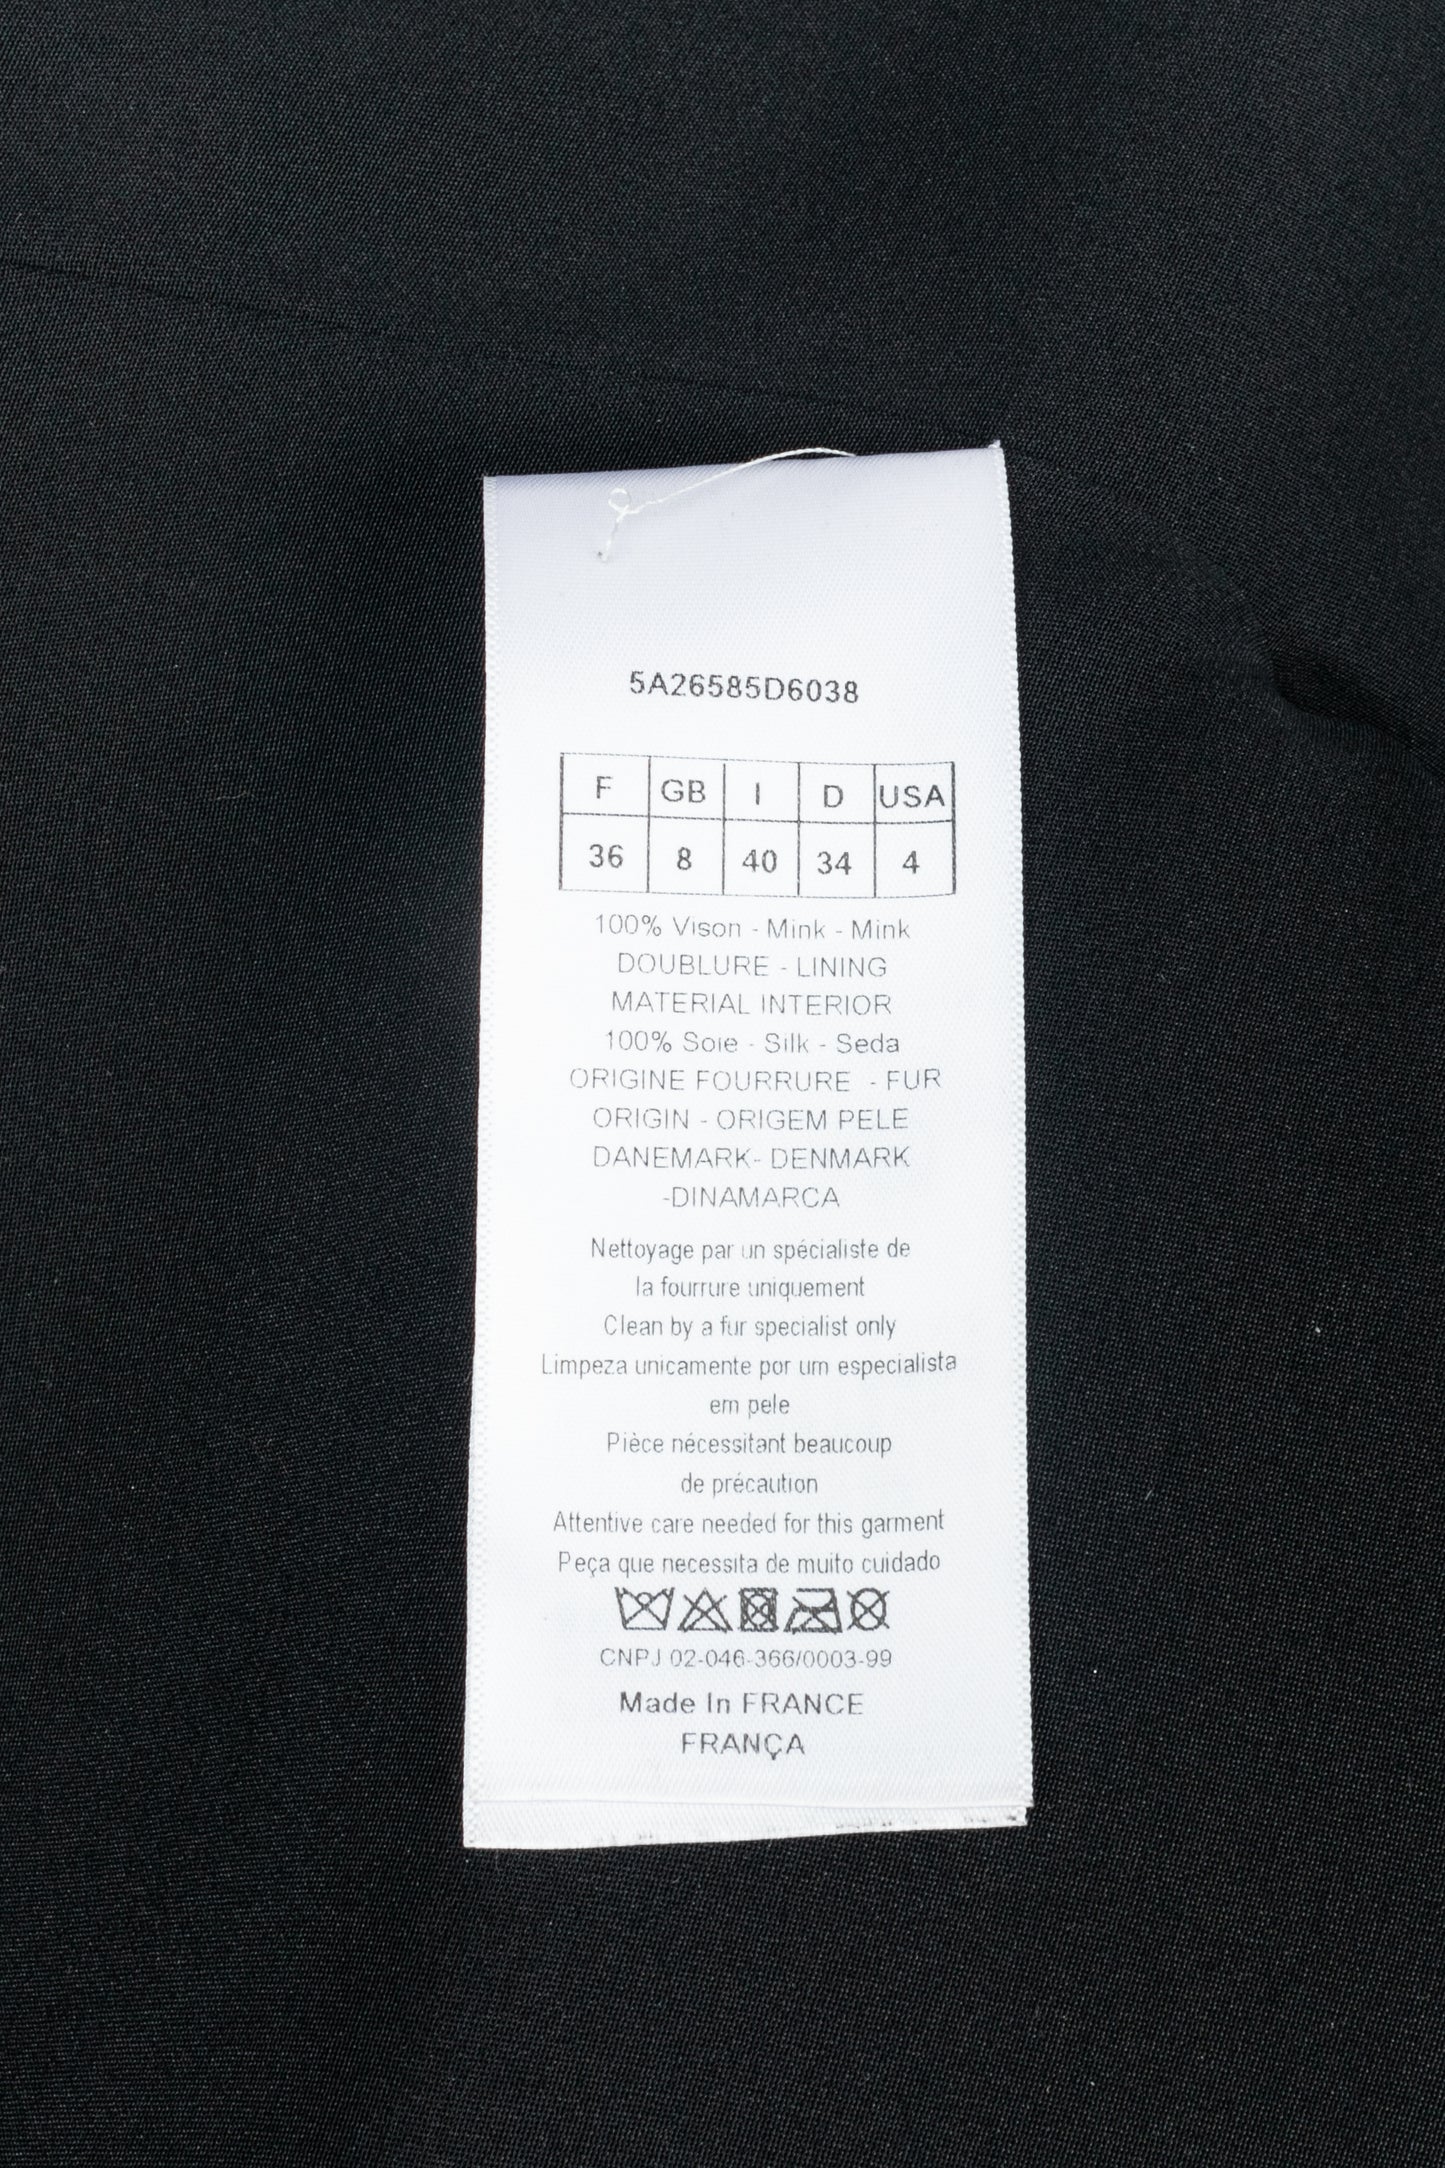 5A26585D6038
F GB I D USA
36 8 40 34 4
100% Vison - Mink - Mink
DOUBLURE - LINING
MATERIAL INTERIOR
100% Soie - Silk - Seda
ORIGINE FOURRURE - FUR
ORIGIN - ORIGEM PELE
DANEMARK- DENMARK
-DINAMARCA
Nettoyage par un spécialiste de
la fourrure uniquement
Clean by a fur specialist only
Limpeza unicamente por um especialista
em pele
Pièce nécessitant beaucoup
de précaution
Attentive care needed for this garment
Peça que necessita de muito cuidado
CNPJ 02-046-366/0003-99
Made In FRANCE
FRANÇA